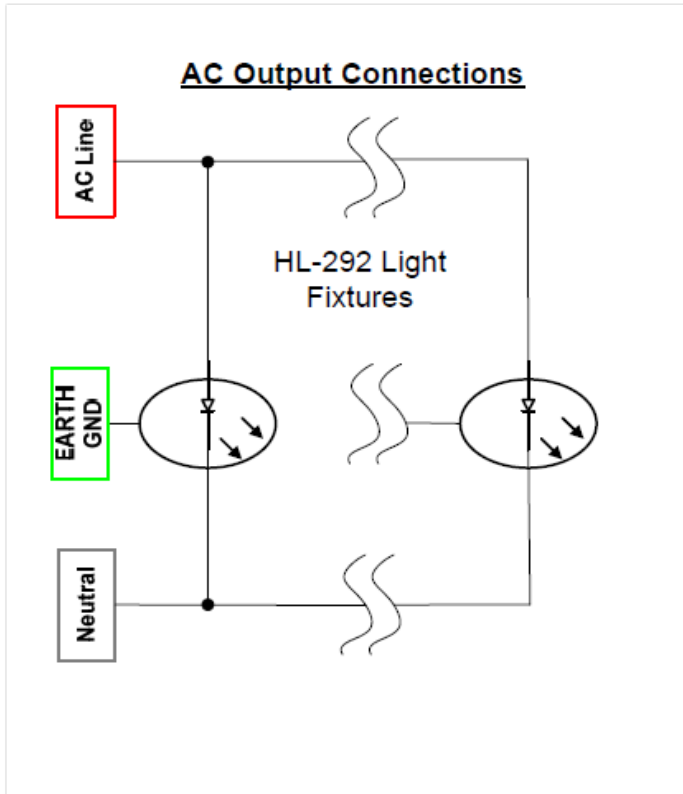 AC Output Connections
AC Line
HL-292 Light
Fixtures
EARTH
GND
Neutral